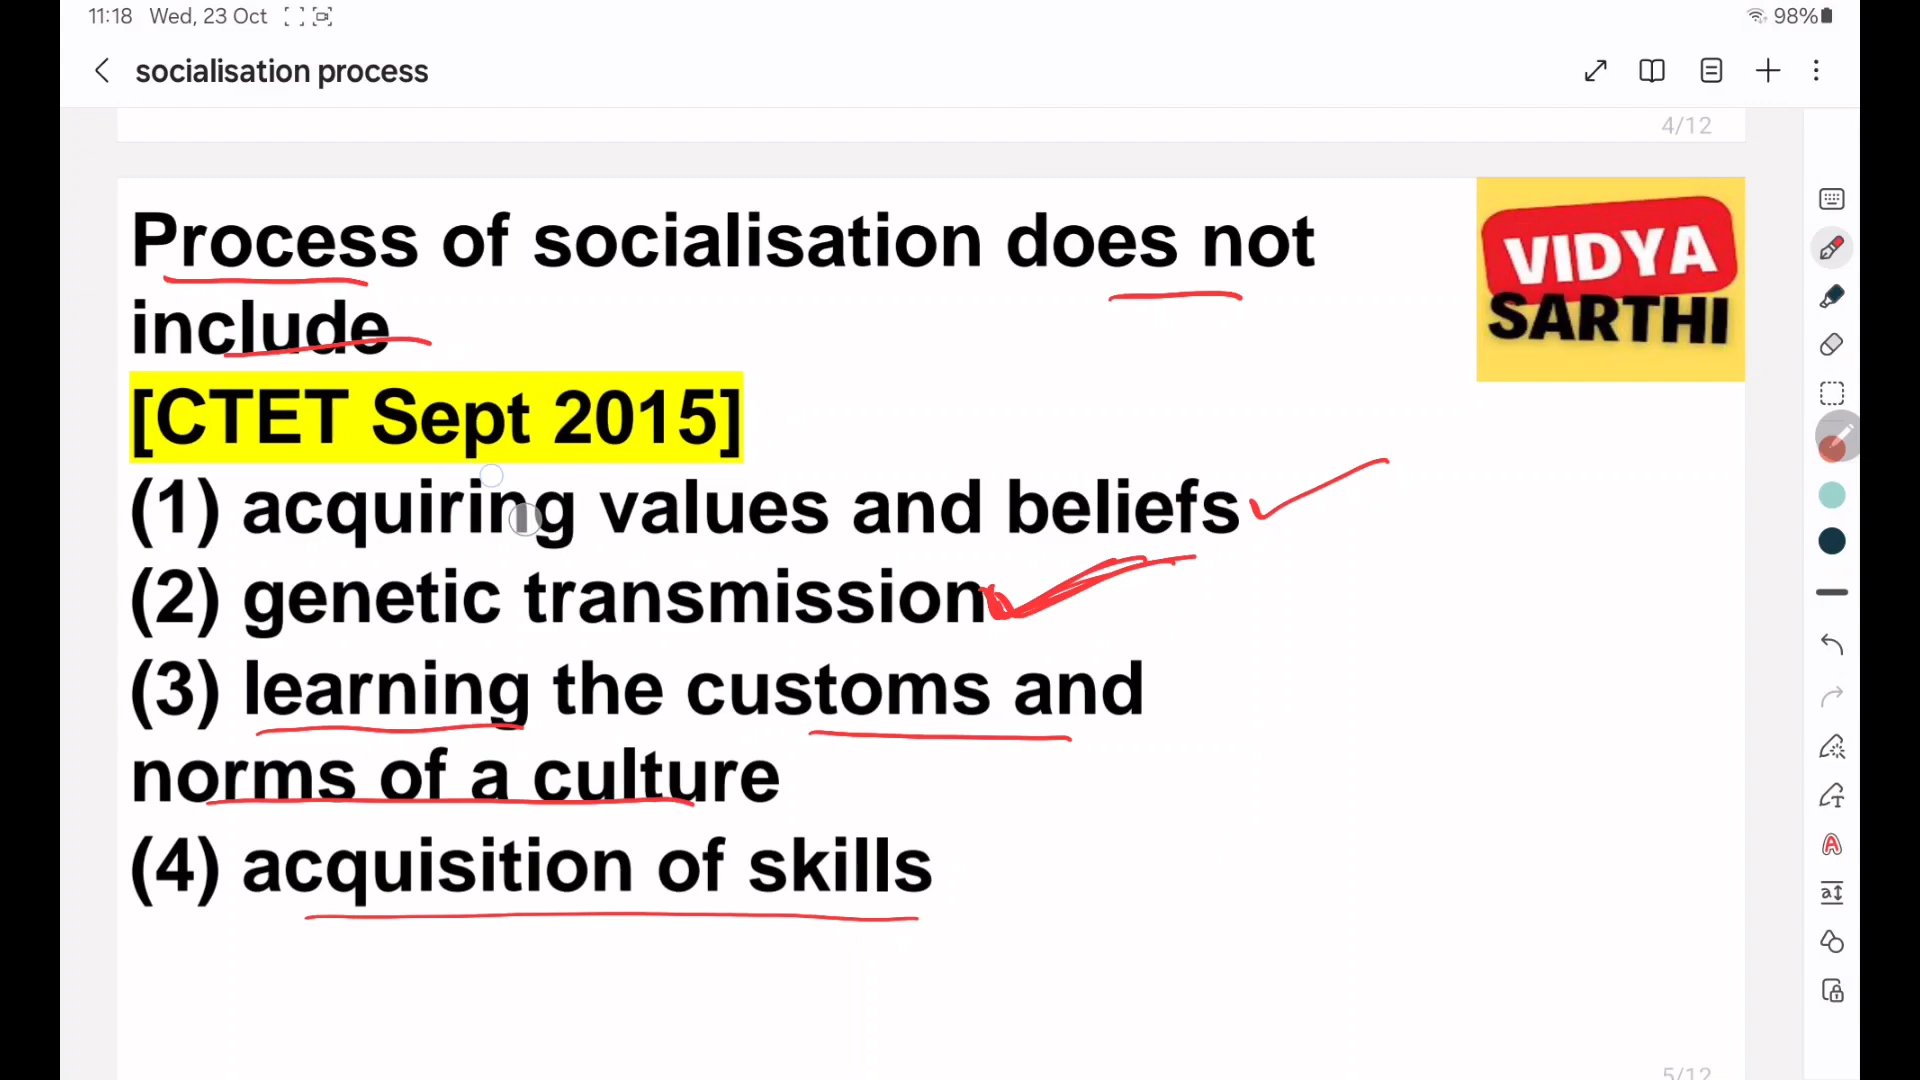 11:18 Wed, 23 Oct
98%
socialisation process
4/12
Process of socialisation does not
include
[CTET Sept 2015]
(1) acquiring values and beliefs
(2) genetic transmission
(3) learning the customs and
norms of a culture
(4) acquisition of skills
VIDYA
SARTHI
5/12